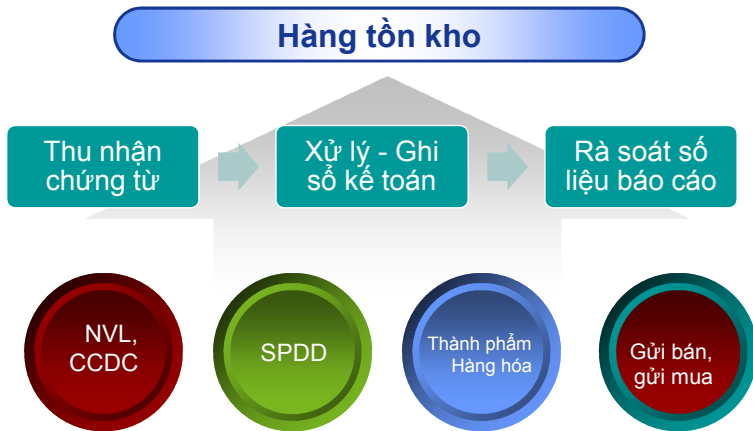 Hàng tồn kho
Thu nhận
chứng từ
Xử lý - Ghi
sổ kế toán
Rà soát số
liệu báo cáo
NVL,
CCDC
SPDD
Thành phẩm
Hàng hóa
Gửi bán,
gửi mua